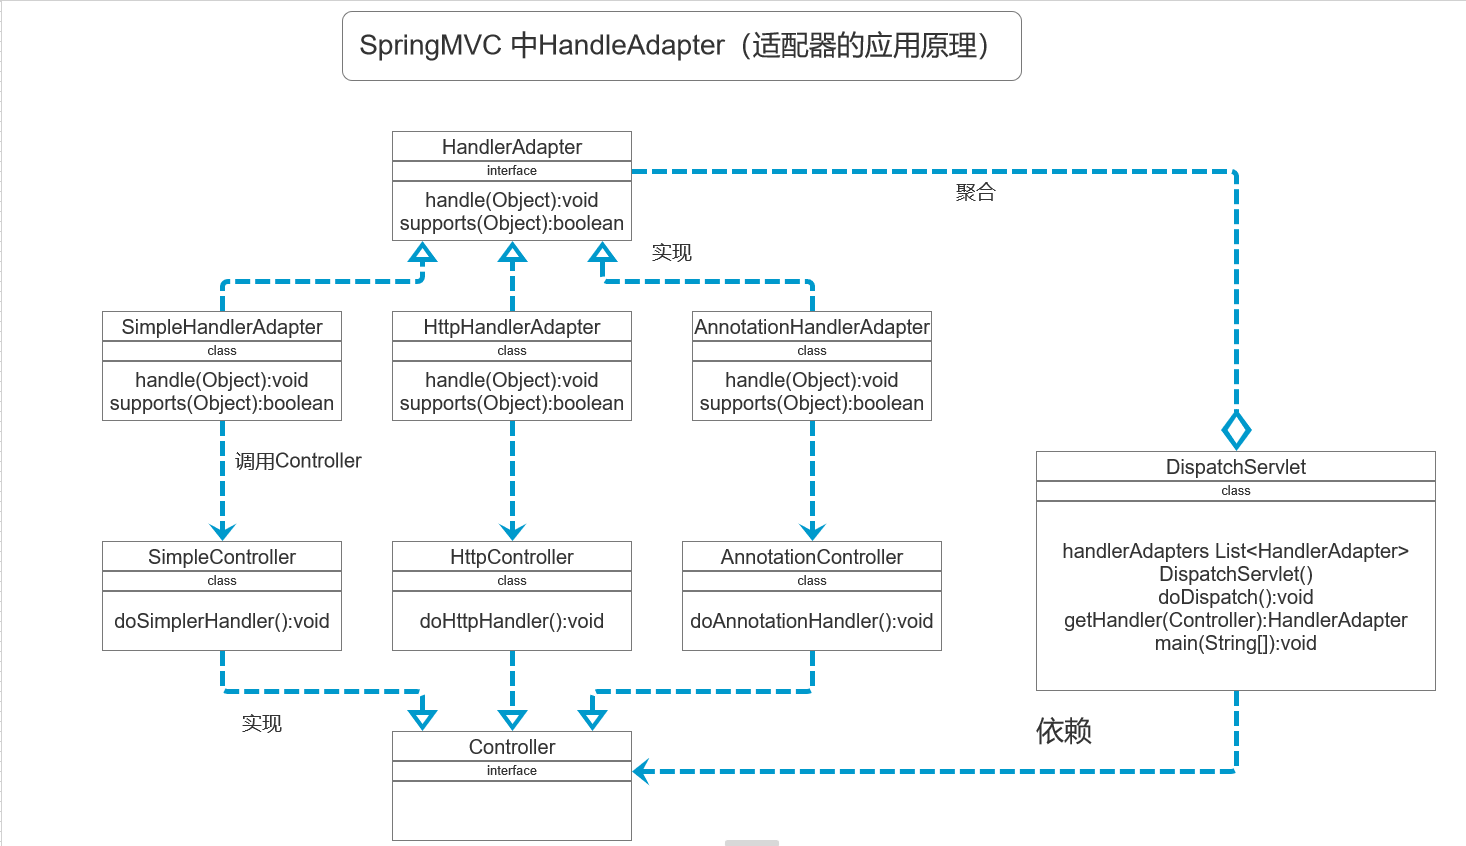 SpringMVC 中HandleAdapter（适配器的应用原理）
HandlerAdapter
interface
handle(Object):void
supports(Object):boolean
聚合
实现
SimpleHandlerAdapter
class
handle(Object):void
supports(Object):boolean
HttpHandlerAdapter
class
handle(Object):void
supports(Object):boolean
AnnotationHandlerAdapter
class
handle(Object):void
supports(Object):boolean
调用Controller
DispatchServlet
class
handlerAdapters List<HandlerAdapter>
DispatchServlet()
doDispatch():void
getHandler(Controller):HandlerAdapter
main(String[]):void
SimpleController
class
doSimplerHandler():void
HttpController
class
doHttpHandler():void
AnnotationController
class
doAnnotationHandler():void
实现
依赖
Controller
interface